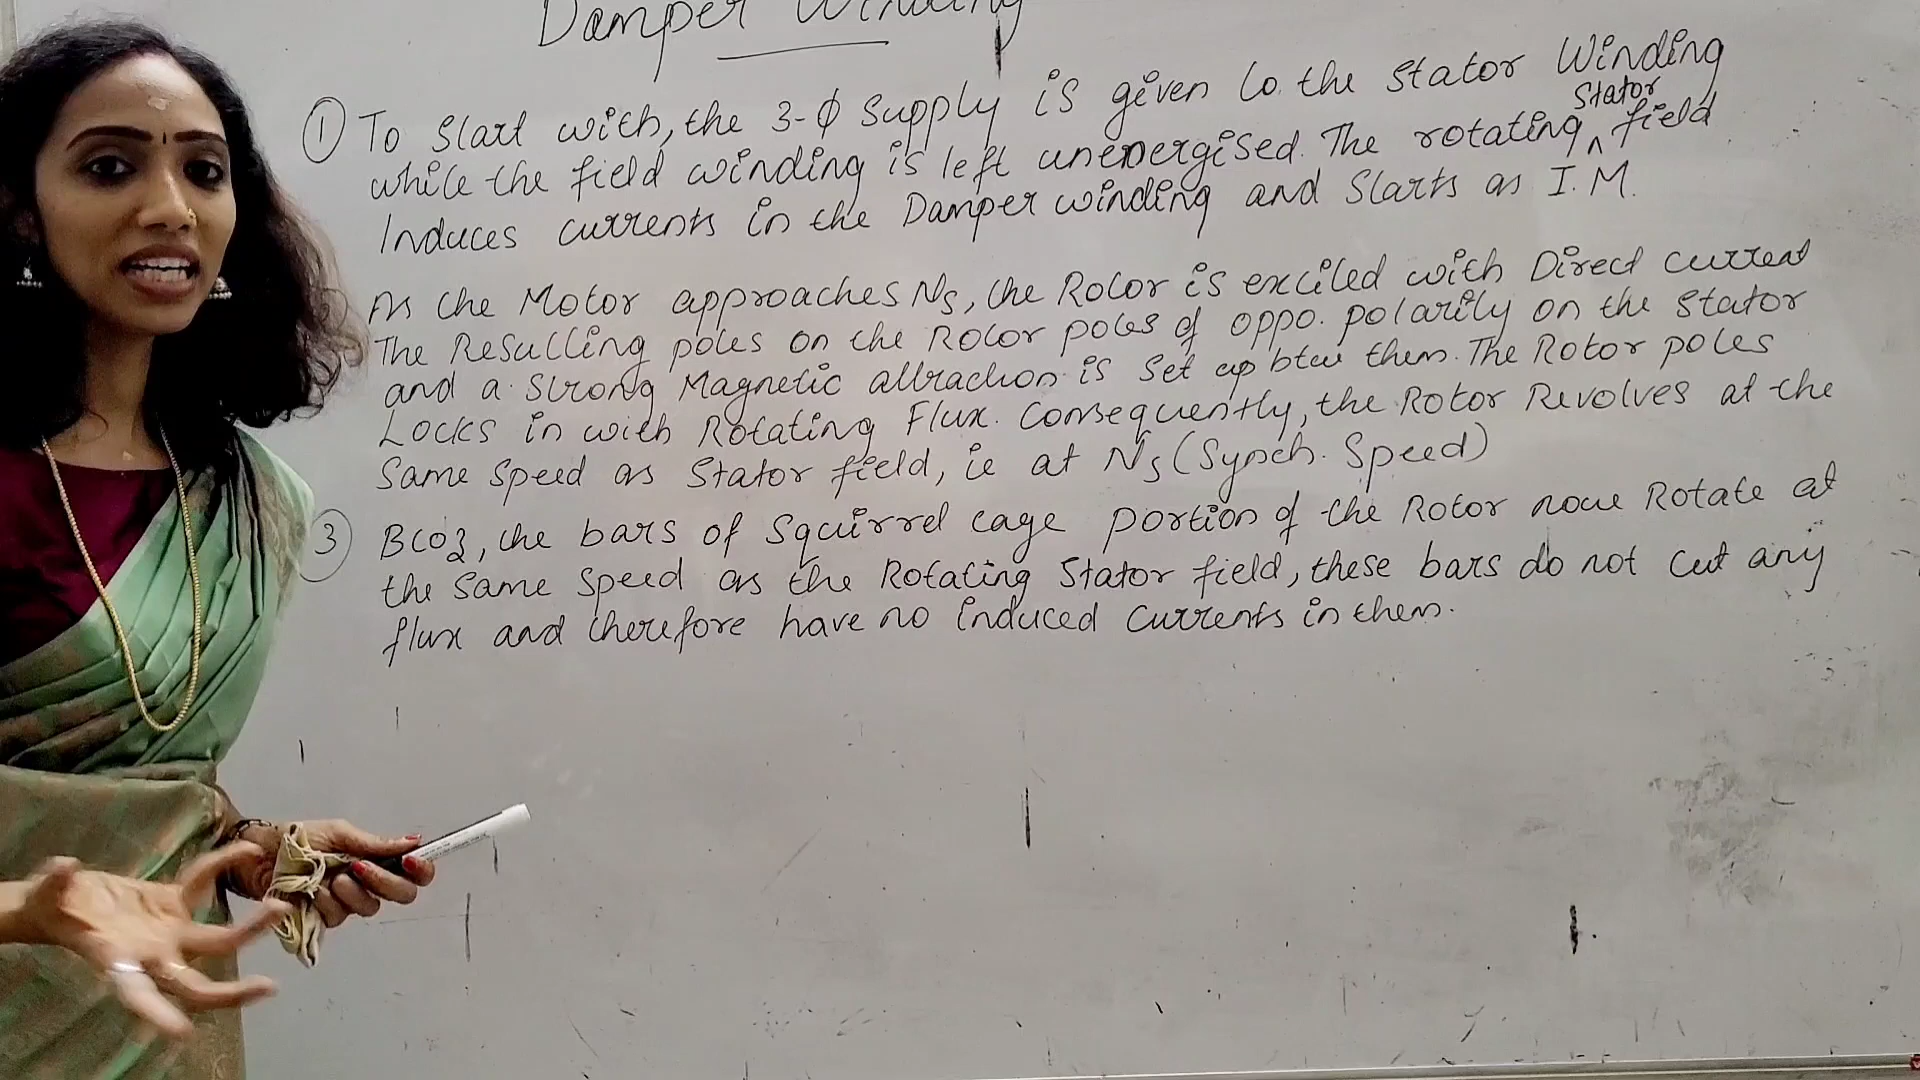 Damper Winding
① To Start with, the 3-ϕ Supply is given to the Stator Winding
while the field winding is left unenergised. The rotating ^ Stator field
Induces currents in the Damper winding and Starts as I.M.
As the Motor approaches Ns, the Rotor is excited with Direct current
The Resulting poles on the Rotor poles of oppo. polarity on the Stator
and a Strong Magnetic attraction is Set up btw them. The Rotor poles
Locks in with Rotating Flux. Consequently, the Rotor Revolves at the
Same Speed as Stator field, ie at Ns (Synch. Speed)
③ Bcoz, the bars of Squirrel cage portion of the Rotor now Rotate at
the Same Speed as the Rotating Stator field, these bars do not cut any
flux and therefore have no induced Currents in them.